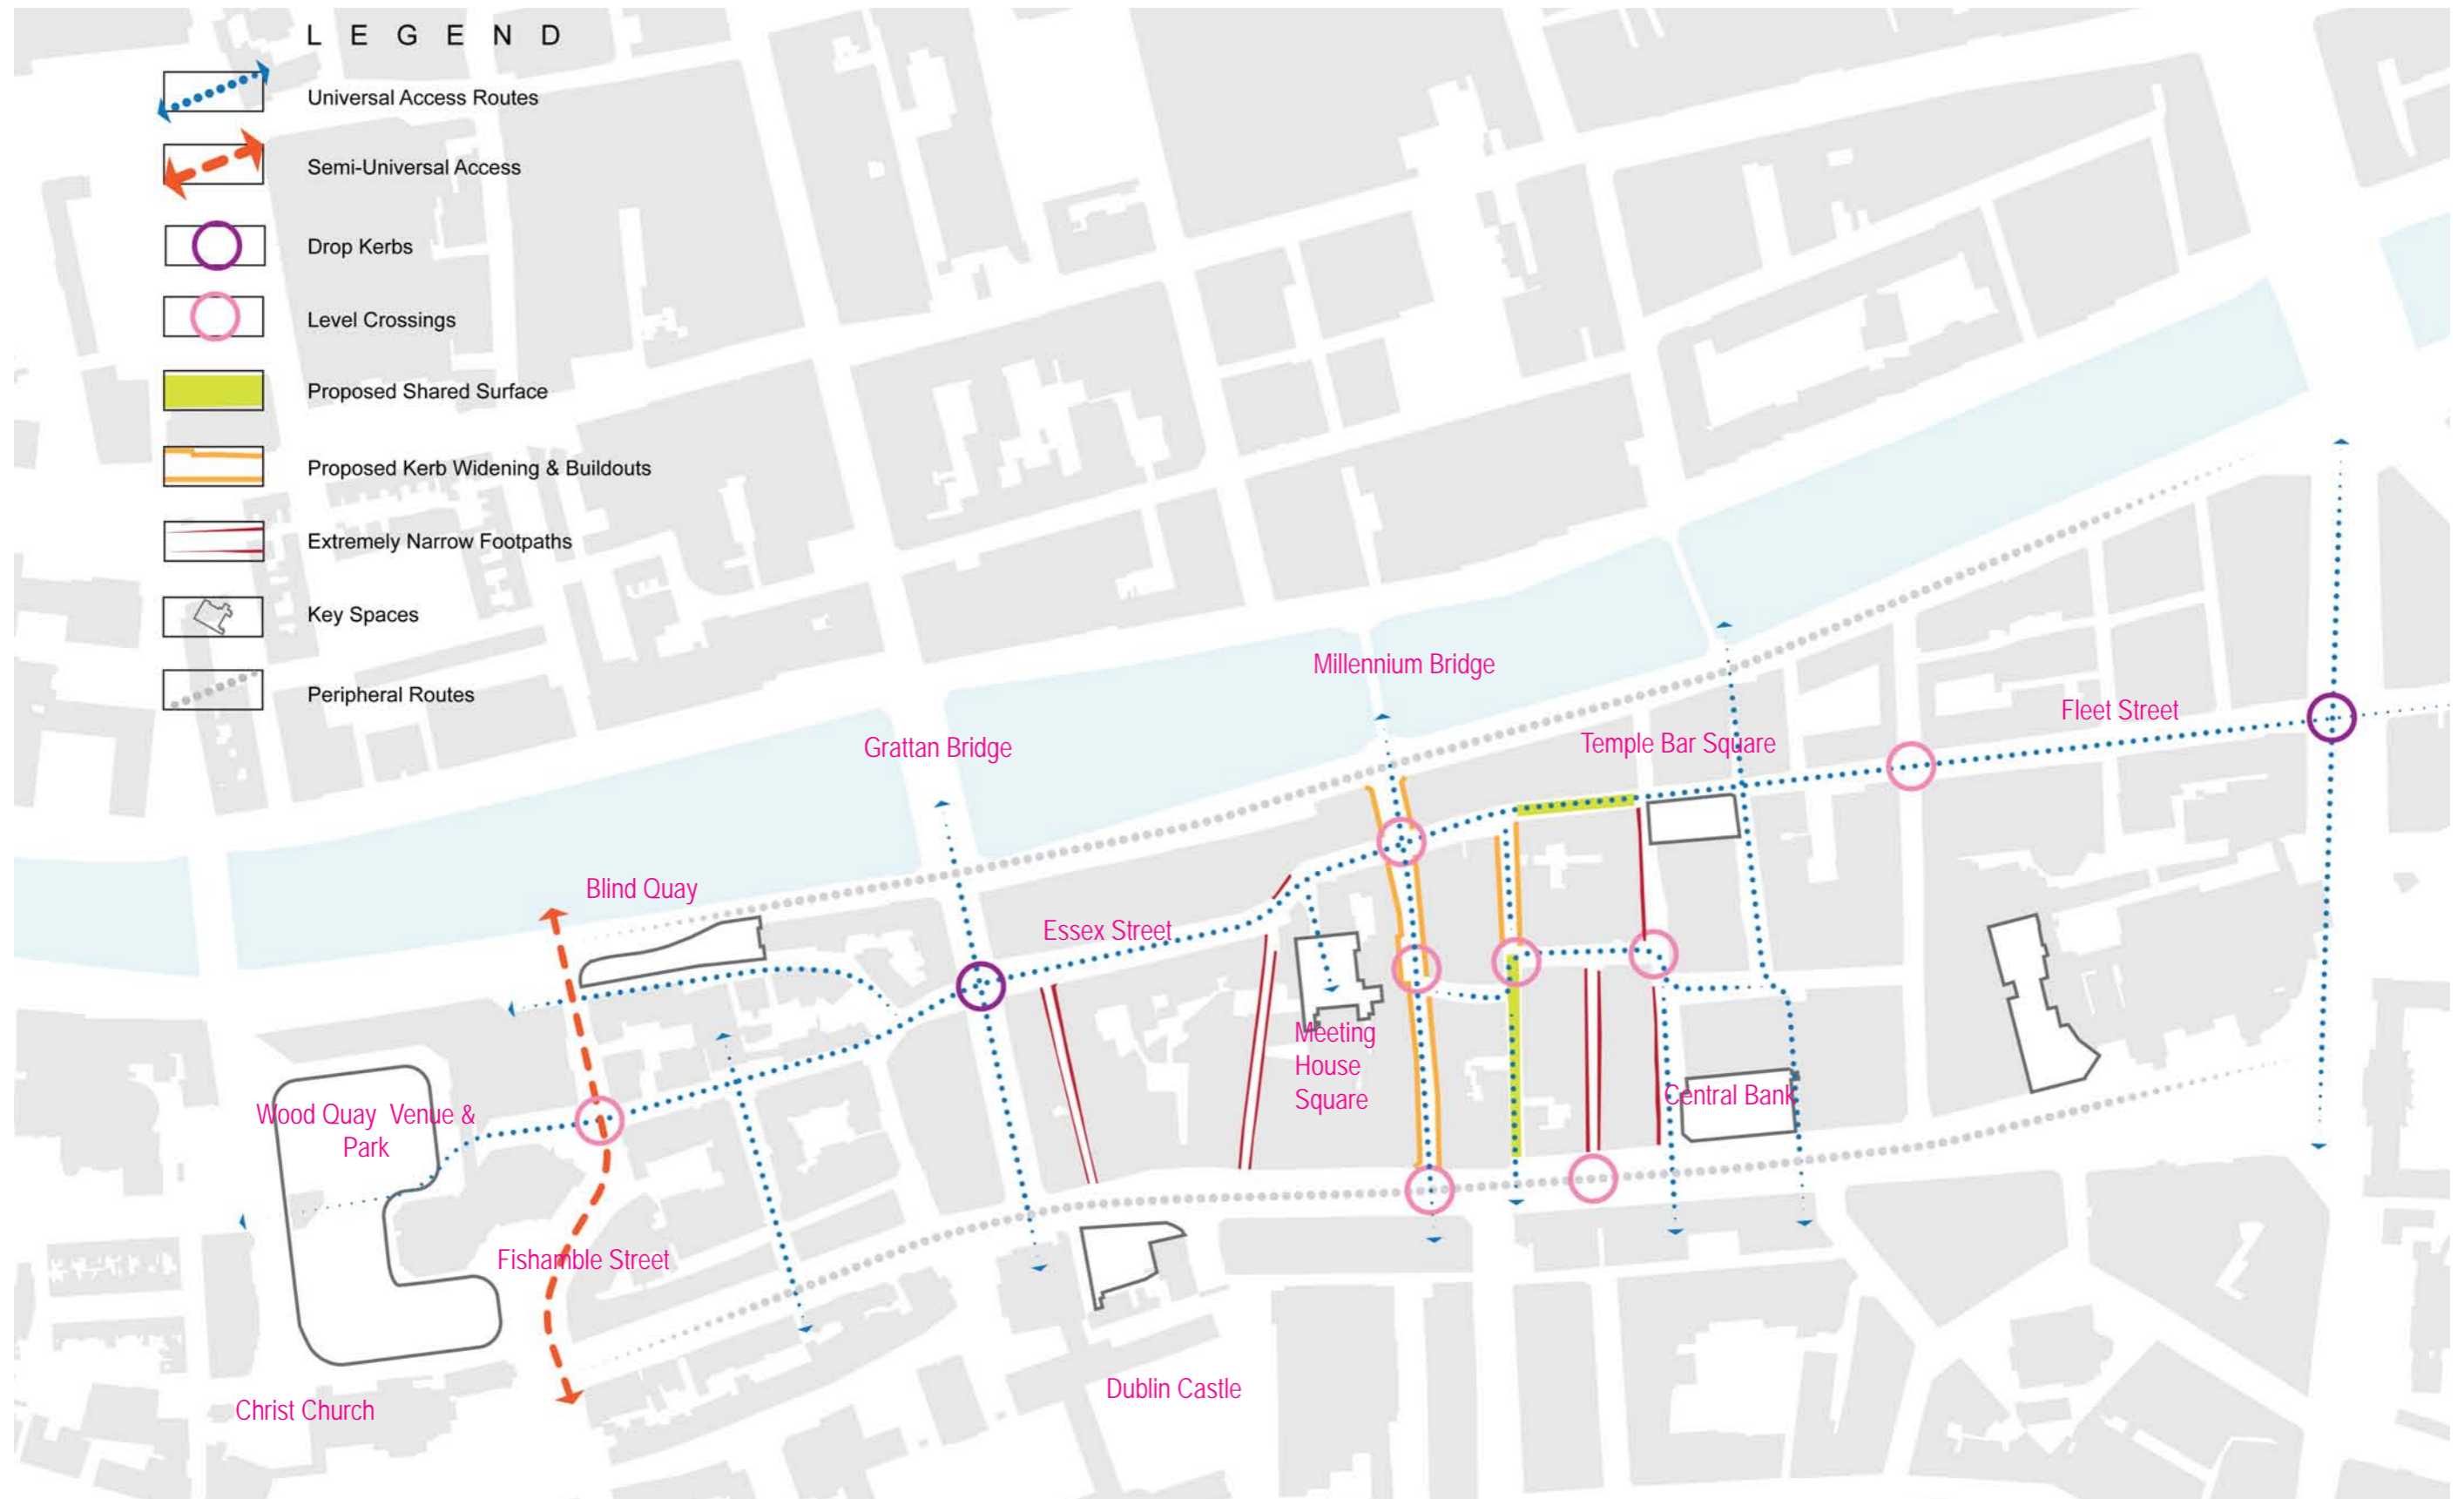 L E G E N D
Universal Access Routes
Semi-Universal Access
Drop Kerbs
Level Crossings
Proposed Shared Surface
Proposed Kerb Widening & Buildouts
Extremely Narrow Footpaths
Key Spaces
Peripheral Routes
Millennium Bridge
Fleet Street
Temple Bar Square
Grattan Bridge
Blind Quay
Essex Street
Meeting
House
Square
Central Bank
Wood Quay Venue &
Park
Fishamble Street
Dublin Castle
Christ Church